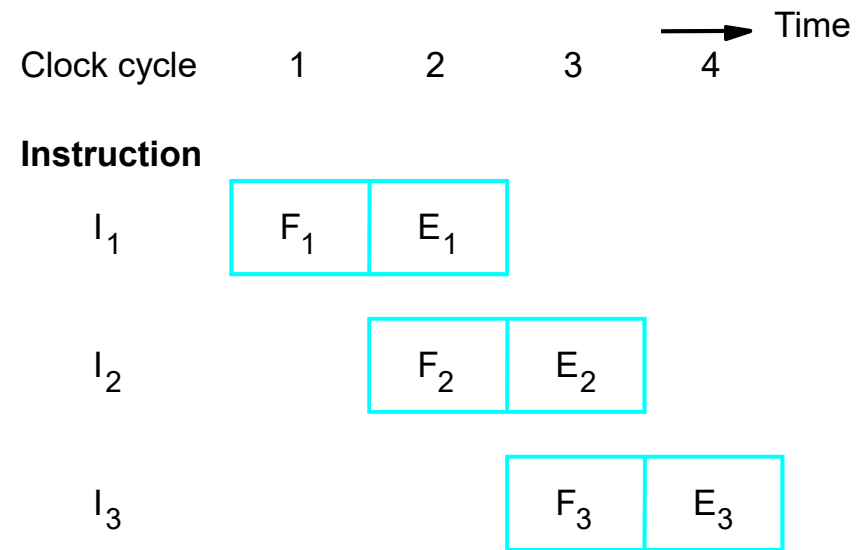 Time
Clock cycle 1 2 3 4
Instruction
I₁ F₁ E₁
I₂ F₂ E₂
I₃ F₃ E₃